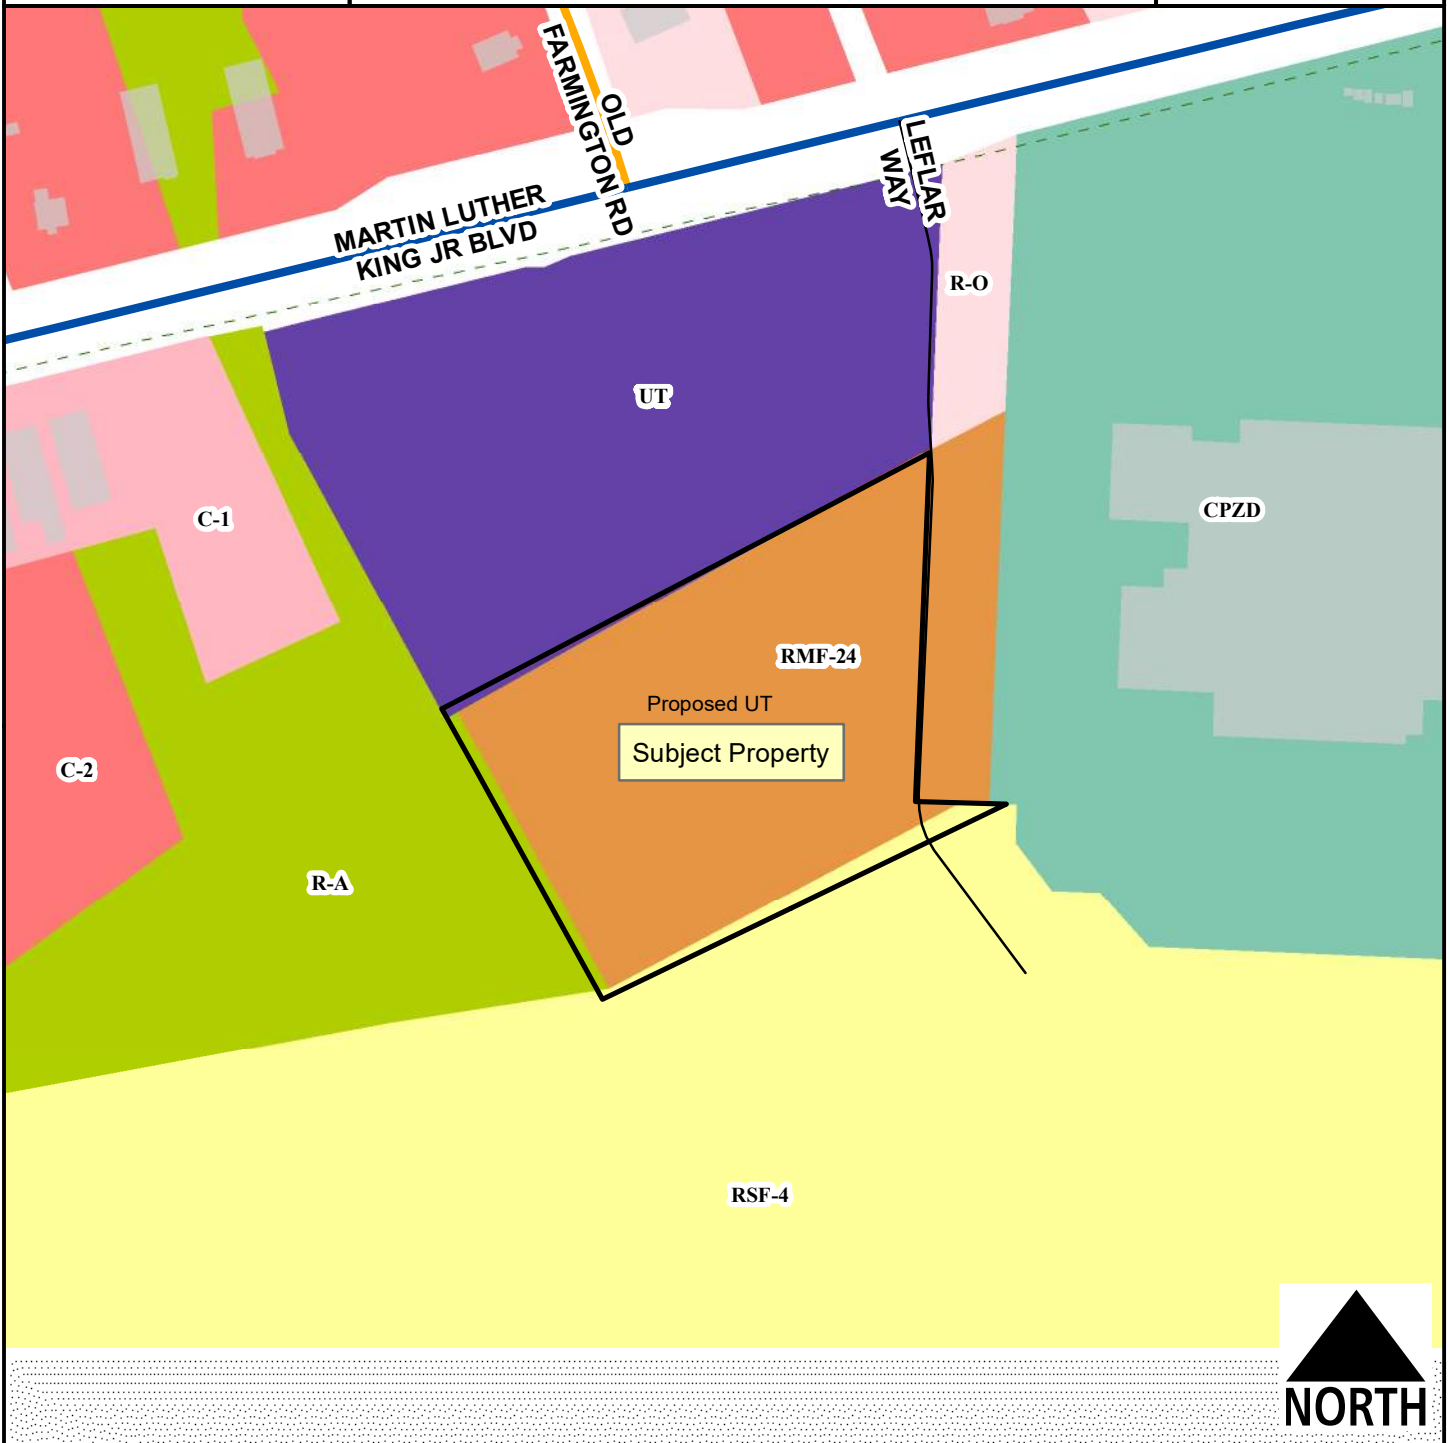 OLD
FARMINGTON RD
LEFLAR
WAY
MARTIN LUTHER
KING JR BLVD
R-O
UT
C-1
CPZD
RMF-24
Proposed UT
Subject Property
C-2
R-A
RSF-4
NORTH